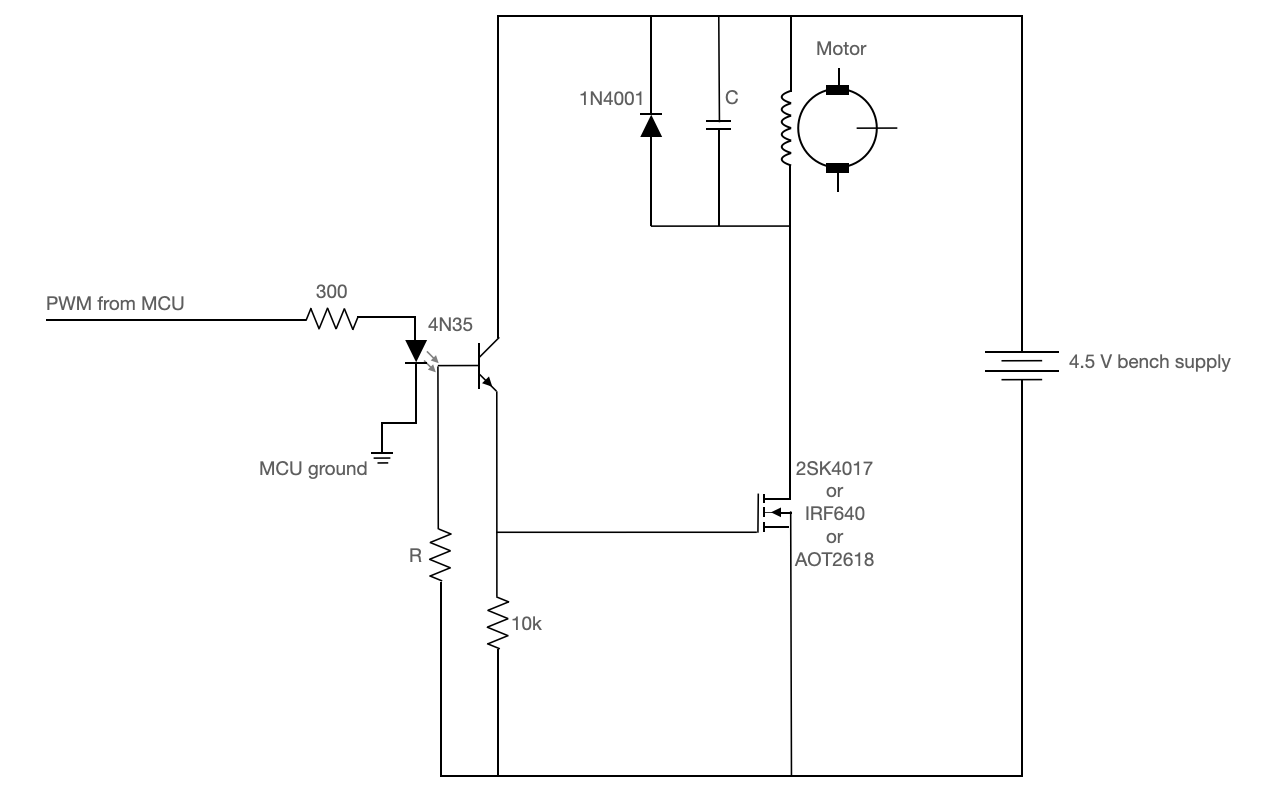 Motor
1N4001
C
300
PWM from MCU
4N35
4.5 V bench supply
MCU ground
2SK4017
or
IRF640
or
AOT2618
R
10k